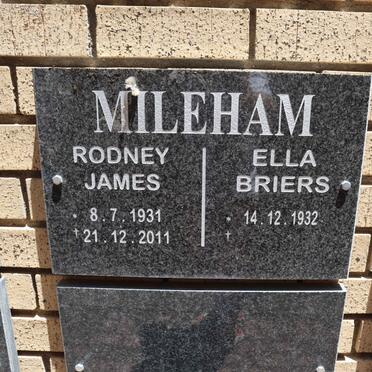 MILEHAM
RODNEY
JAMES
* 8.7.1931
† 21.12.2011
ELLA
BRIERS
* 14.12.1932
†